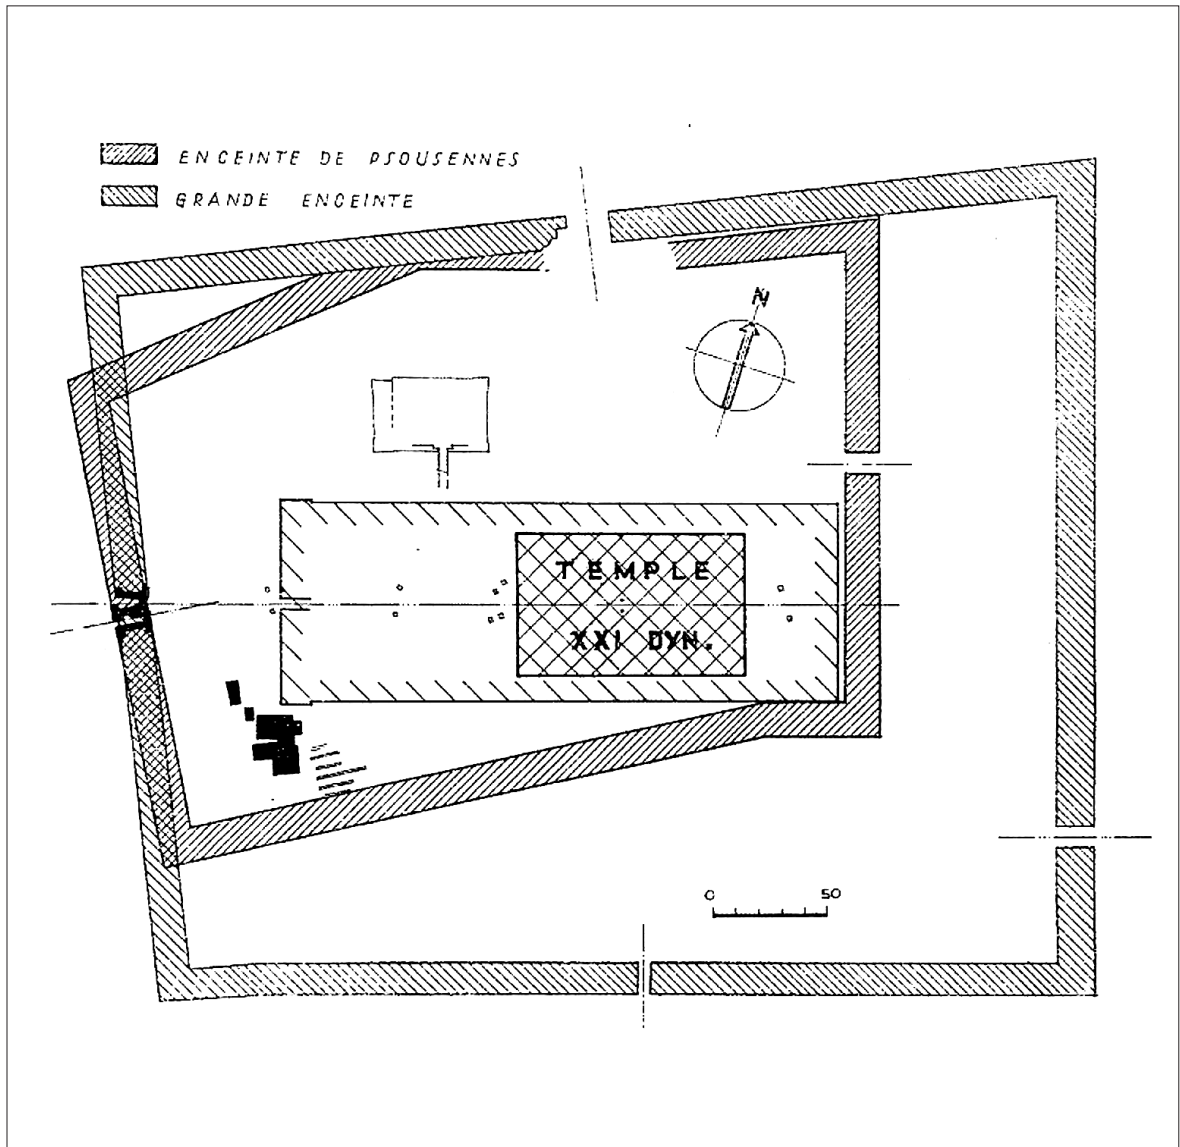 ENCEINTE DE PSOUSENNES
GRANDE ENCEINTE
N
TEMPLE
XXI DYN.
0 50